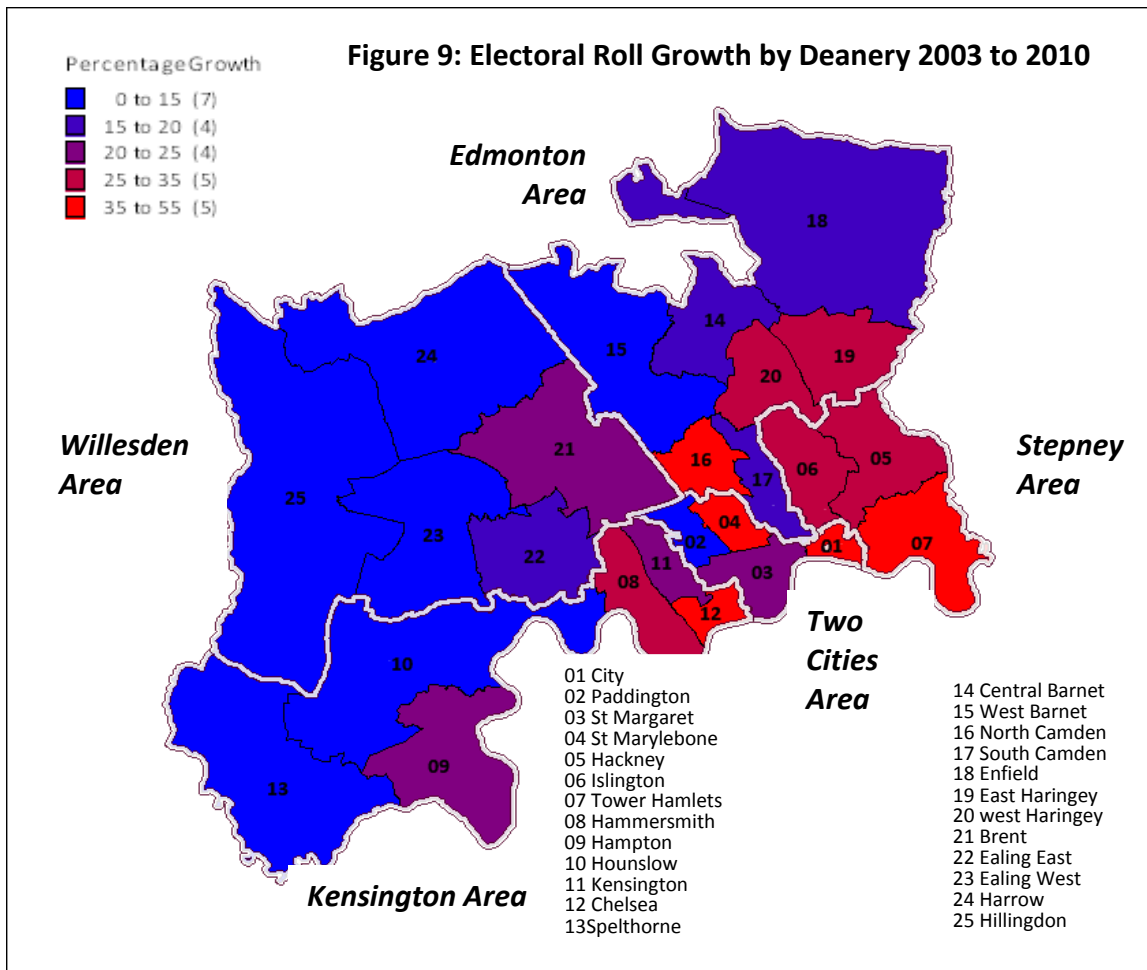 Figure 9: Electoral Roll Growth by Deanery 2003 to 2010
PercentageGrowth
0 to 15 (7)
15 to 20 (4)
20 to 25 (4)
25 to 35 (5)
35 to 55 (5)
Edmonton
Area
18
14
15
24
19
20
Willesden
Area
21
16
06
05
Stepney
Area
25
17
04
23
02
01
07
22
11
03
08
12
Two
Cities
Area
10
09
13
Kensington Area
01 City
02 Paddington
03 St Margaret
04 St Marylebone
05 Hackney
06 Islington
07 Tower Hamlets
08 Hammersmith
09 Hampton
10 Hounslow
11 Kensington
12 Chelsea
13Spelthorne
14 Central Barnet
15 West Barnet
16 North Camden
17 South Camden
18 Enfield
19 East Haringey
20 west Haringey
21 Brent
22 Ealing East
23 Ealing West
24 Harrow
25 Hillingdon